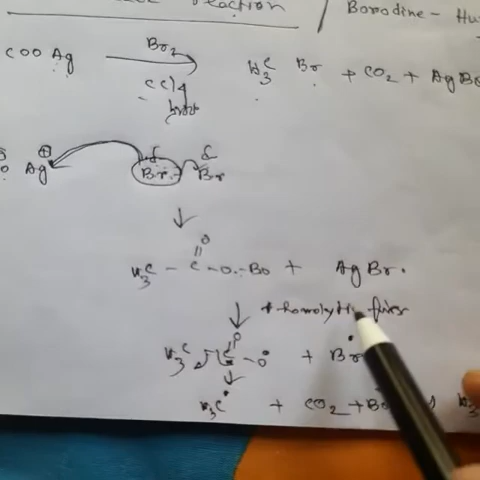 reaction / Borodine - Hu
COO Ag Br2 H3C Br + CO2 + AgBr
CCl4
O Ag ⊕ Br Br
↓
O
H3C - C - O - Br + AgBr.
↓ + homolytic
O
H3C C - O• + Br•
↓
H3C• + CO2 + Br